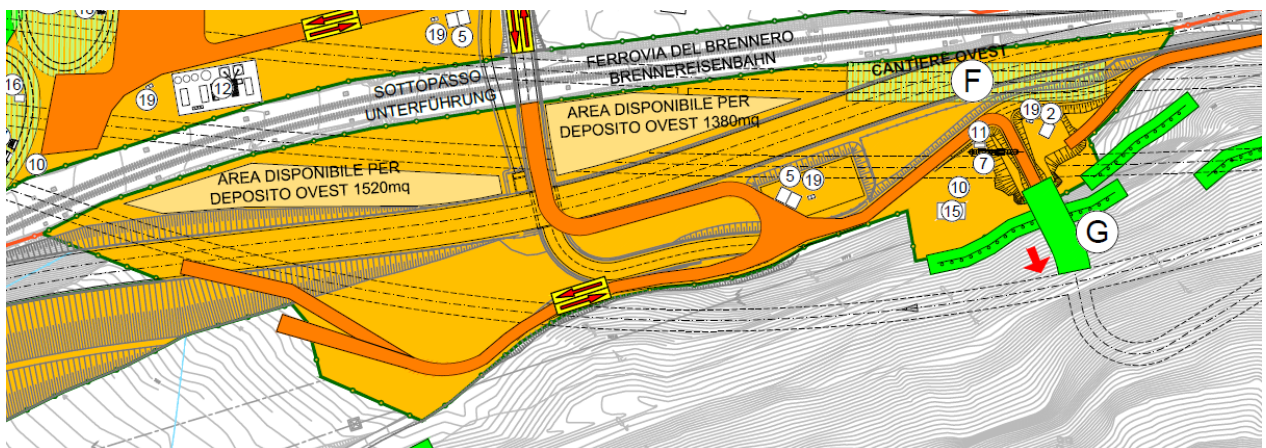 16
19
5
12
19
10
SOTTOPASSO
UNTERFÜHRUNG
FERROVIA DEL BRENNERO
BRENNEREISENBAHN
CANTIERE OVEST
F
AREA DISPONIBILE PER
DEPOSITO OVEST 1380mq
AREA DISPONIBILE PER
DEPOSITO OVEST 1520mq
19
2
11
7
5
19
10
15
G